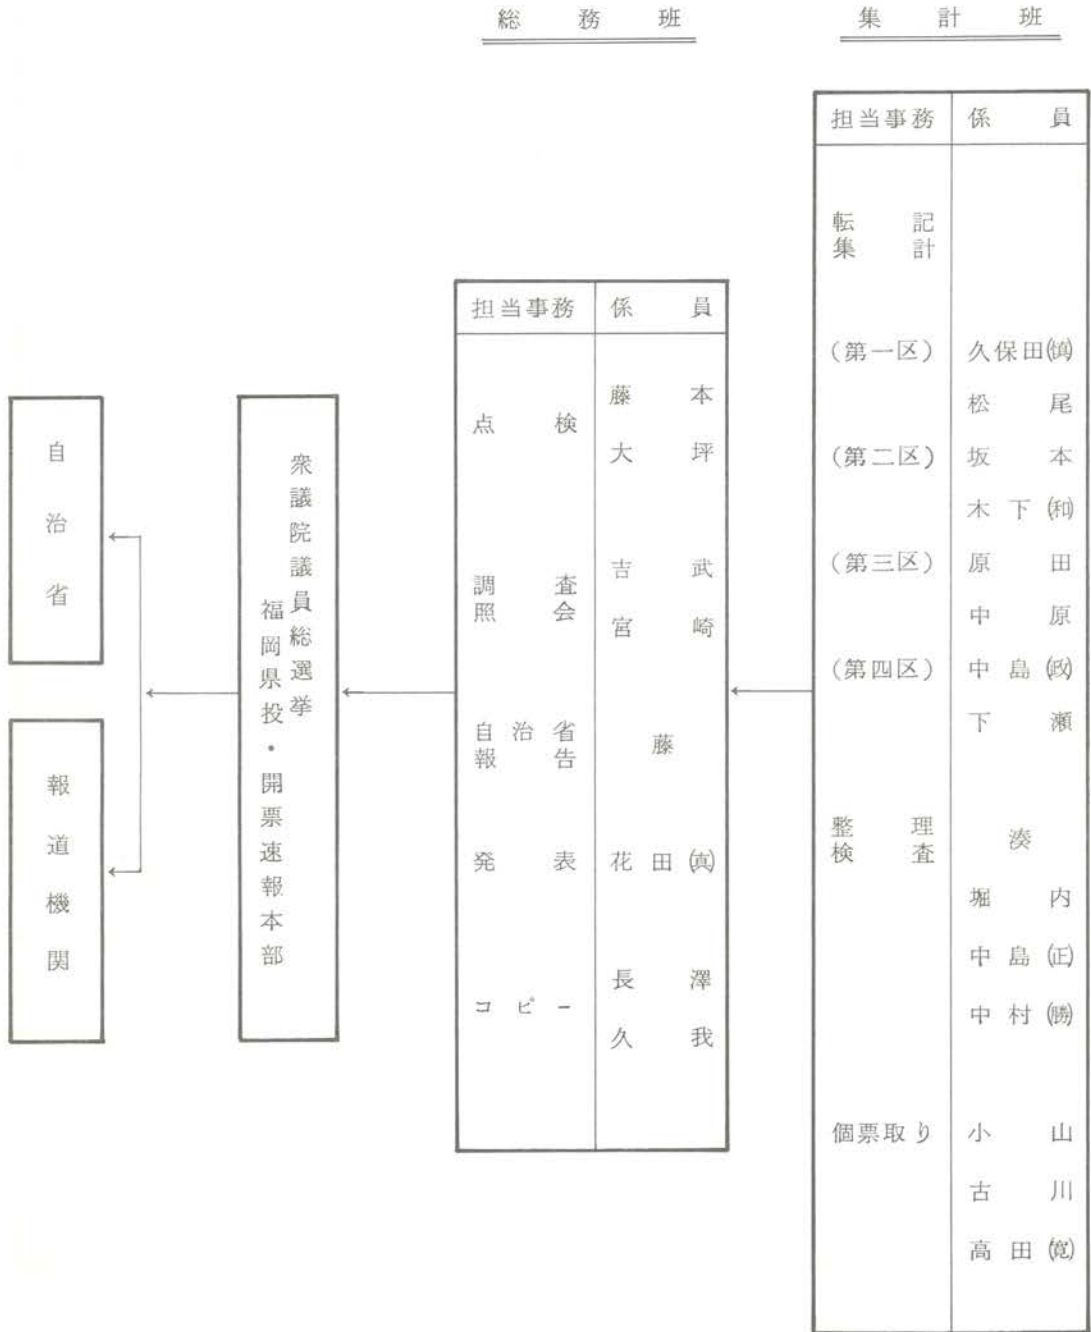 総務班
集計班
担当事務 係員
転記
集計
(第一区) 久保田(慎)
松尾
(第二区) 坂本
木下(和)
(第三区) 原田
中原
(第四区) 中島(政)
下瀬
整理
検査
湊
堀内
中島(正)
中村(勝)
個票取り 小山
古川
高田(寛)
担当事務 係員
点検
藤本
大坪
調査
照会
吉武
宮崎
自治省
報告
藤
発表 花田(真)
コピー
長澤
久我
衆議院議員総選挙
福岡県投・開票速報本部
自治省
報道機関